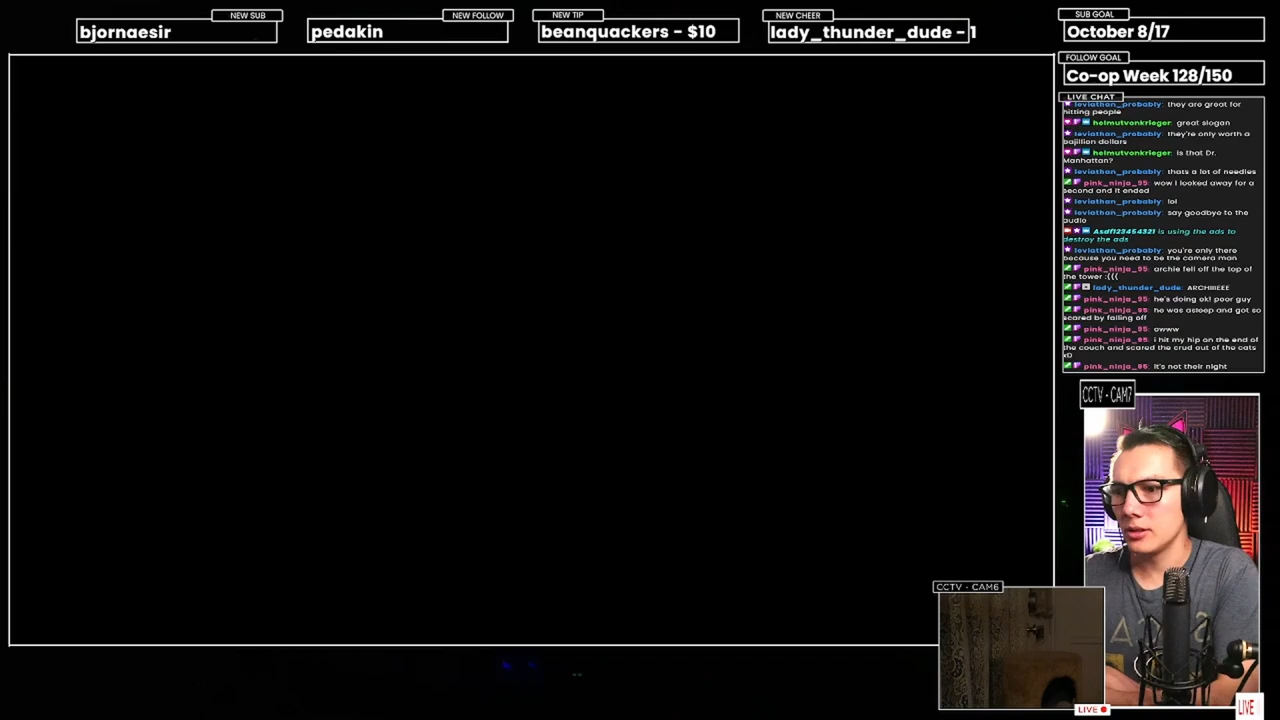 NEW SUB
bjornaesir
NEW FOLLOW
pedakin
NEW TIP
beanquackers - $10
NEW CHEER
lady_thunder_dude - 1
SUB GOAL
October 8/17
FOLLOW GOAL
Co-op Week 128/150
LIVE CHAT
leviathan_probably: they are great for
hitting people
helmutvonkrieger: great slogan
leviathan_probably: they're only worth a
bajillion dollars
helmutvonkrieger: is that Dr.
Manhattan?
leviathan_probably: thats a lot of needles
pink_ninja_95: wow i looked away for a
second and it ended
leviathan_probably: lol
leviathan_probably: say goodbye to the
audio
Asdf123454321 is using the ads to
destroy the ads
leviathan_probably: you're only there
because you need to be the camera man
pink_ninja_95: archie fell off the top of
the tower :(((
lady_thunder_dude: ARCHIIIEEE
pink_ninja_95: he's doing ok! poor guy
pink_ninja_95: he was asleep and got so
scared by falling off
pink_ninja_95: owww
pink_ninja_95: i hit my hip on the end of
the couch and scared the crud out of the cats
xD
pink_ninja_95: it's not their night
CCTV - CAM7
CCTV - CAM6
LIVE
LIVE